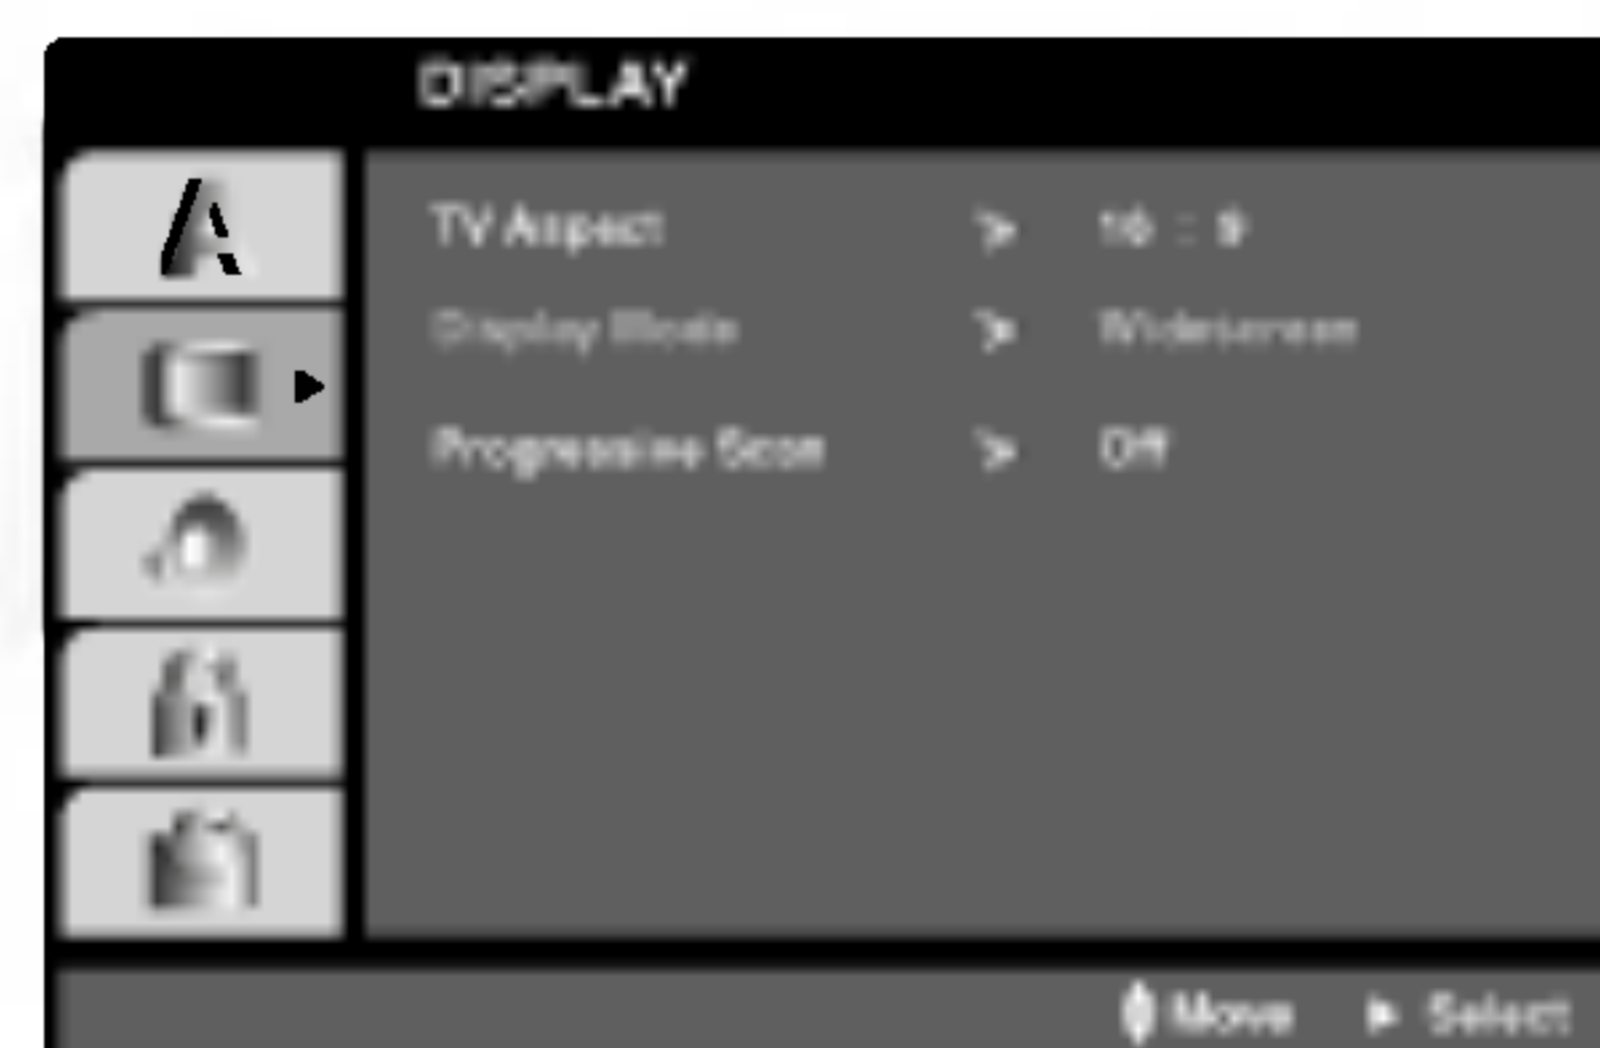 DISPLAY
TV Aspect > 16 : 9
Display Mode > Widescreen
Progressive Scan > Off
Move ► Select